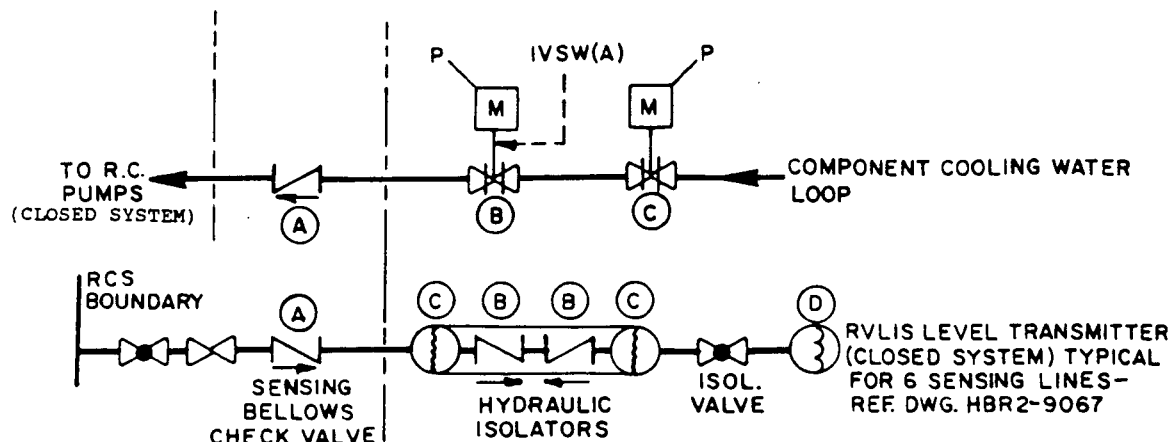 P
IVSW(A)
P
M
M
TO R.C.
PUMPS
(CLOSED SYSTEM)
COMPONENT COOLING WATER
LOOP
A
B
C
RCS
BOUNDARY
A
C
B
B
C
D
SENSING
BELLOWS
CHECK VALVE
HYDRAULIC
ISOLATORS
ISOL.
VALVE
RVLIS LEVEL TRANSMITTER
(CLOSED SYSTEM) TYPICAL
FOR 6 SENSING LINES-
REF. DWG. HBR2-9067